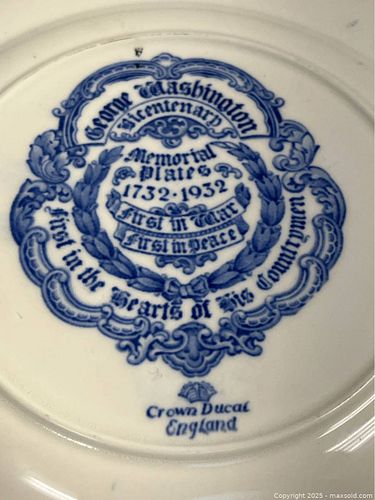 George Washington
Bicentenary
Memorial
Plates
1732 · 1932
First in War
First in Peace
First in the Hearts of His Countrymen
Crown Ducal
England
Copyright 2025 - maxsold.com